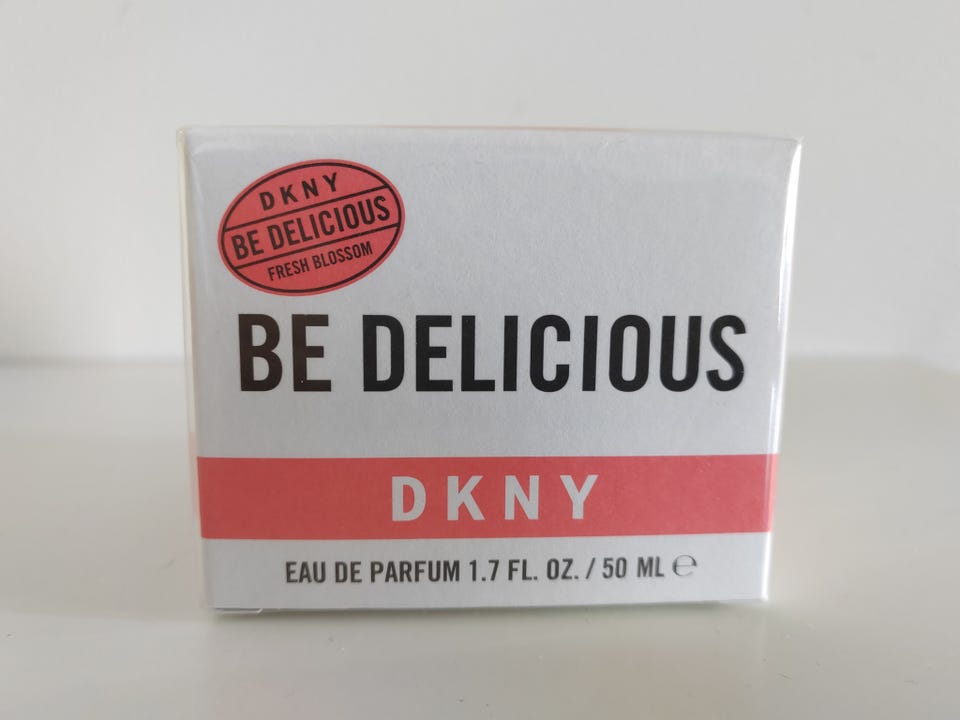 DKNY
BE DELICIOUS
FRESH BLOSSOM
BE DELICIOUS
DKNY
EAU DE PARFUM 1.7 FL. OZ. / 50 ML ℮